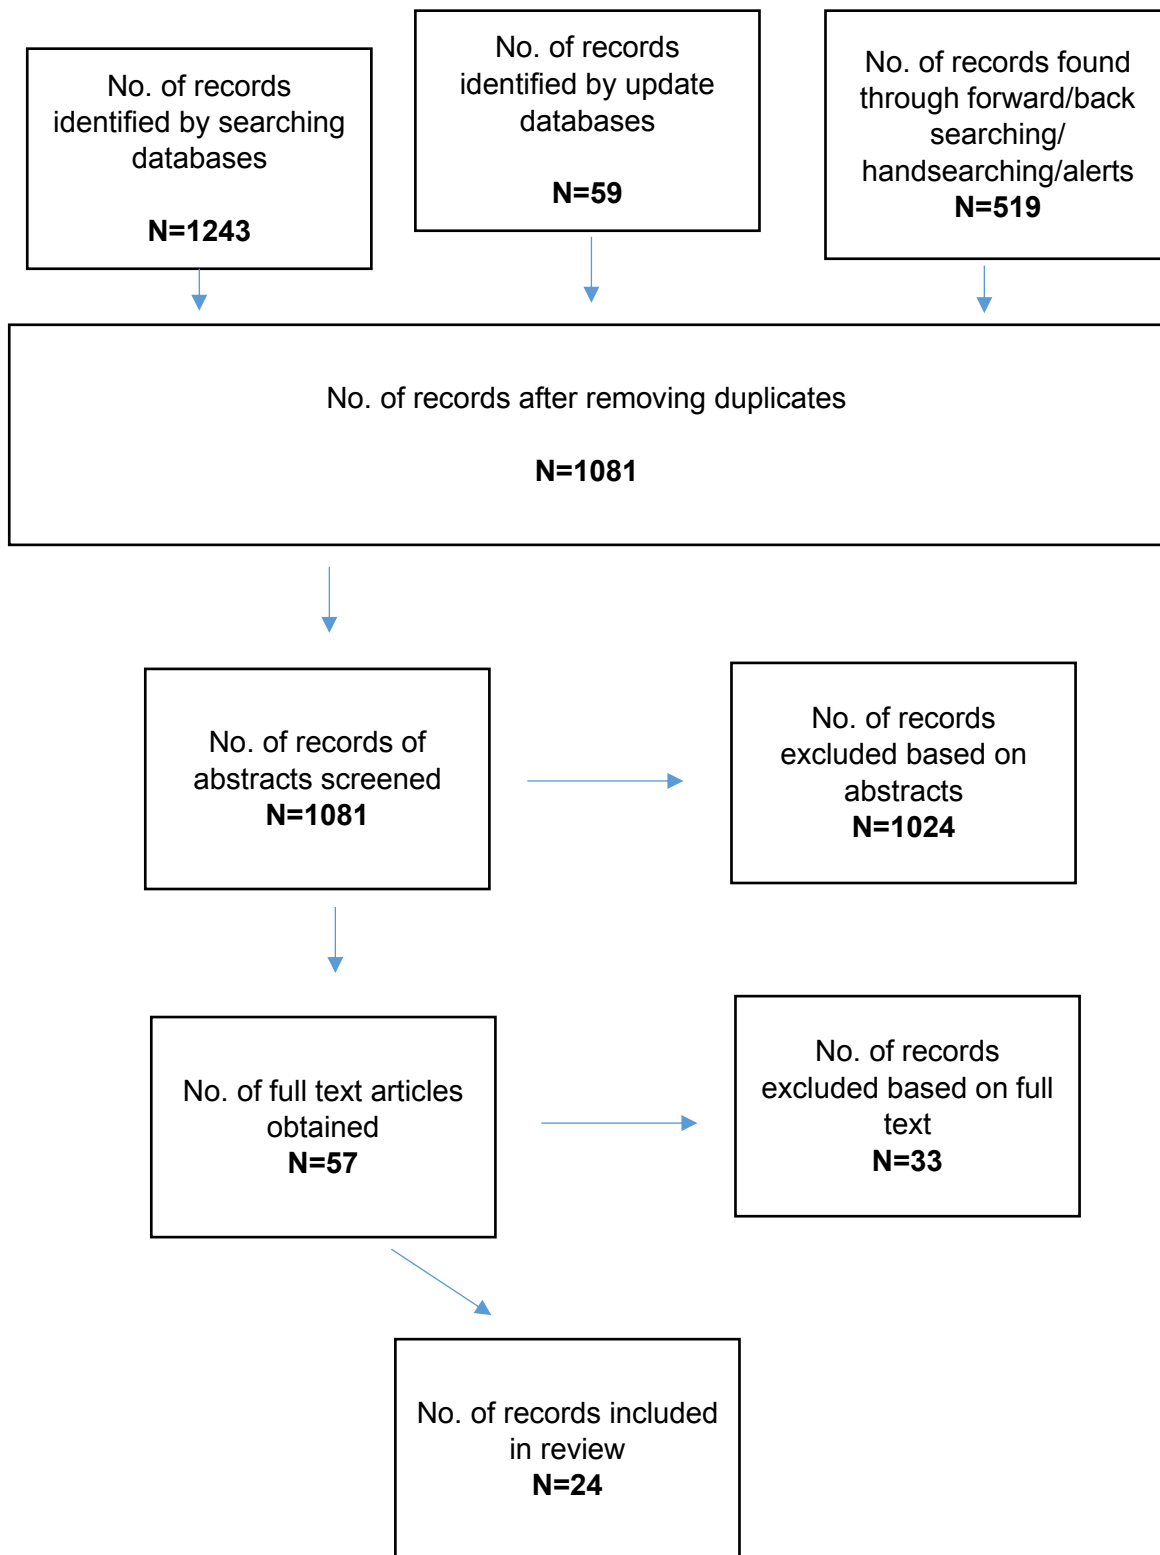 No. of records
identified by searching
databases
N=1243
No. of records
identified by update
databases
N=59
No. of records found
through forward/back
searching/
handsearching/alerts
N=519
No. of records after removing duplicates
N=1081
No. of records of
abstracts screened
N=1081
No. of records
excluded based on
abstracts
N=1024
No. of full text articles
obtained
N=57
No. of records
excluded based on full
text
N=33
No. of records included
in review
N=24